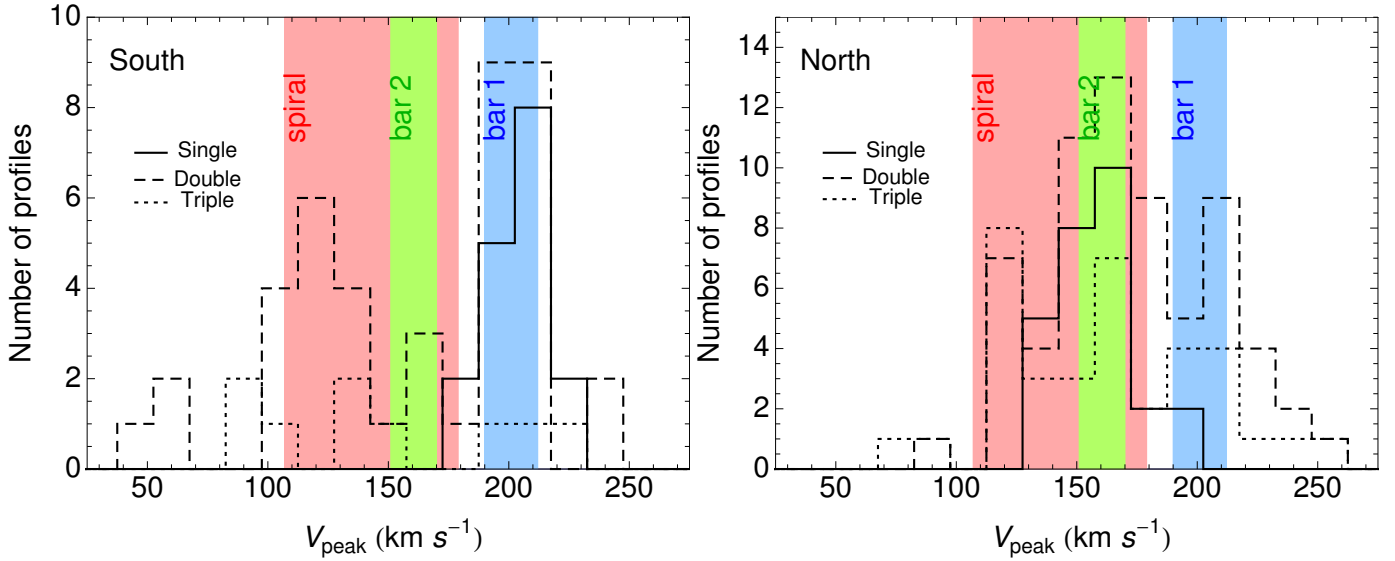 South
spiral
bar 2
bar 1
Single
Double
Triple
Number of profiles
10
8
6
4
2
0
50 100 150 200 250
V_peak (km s^−1)
North
spiral
bar 2
bar 1
Single
Double
Triple
Number of profiles
14
12
10
8
6
4
2
0
50 100 150 200 250
V_peak (km s^−1)